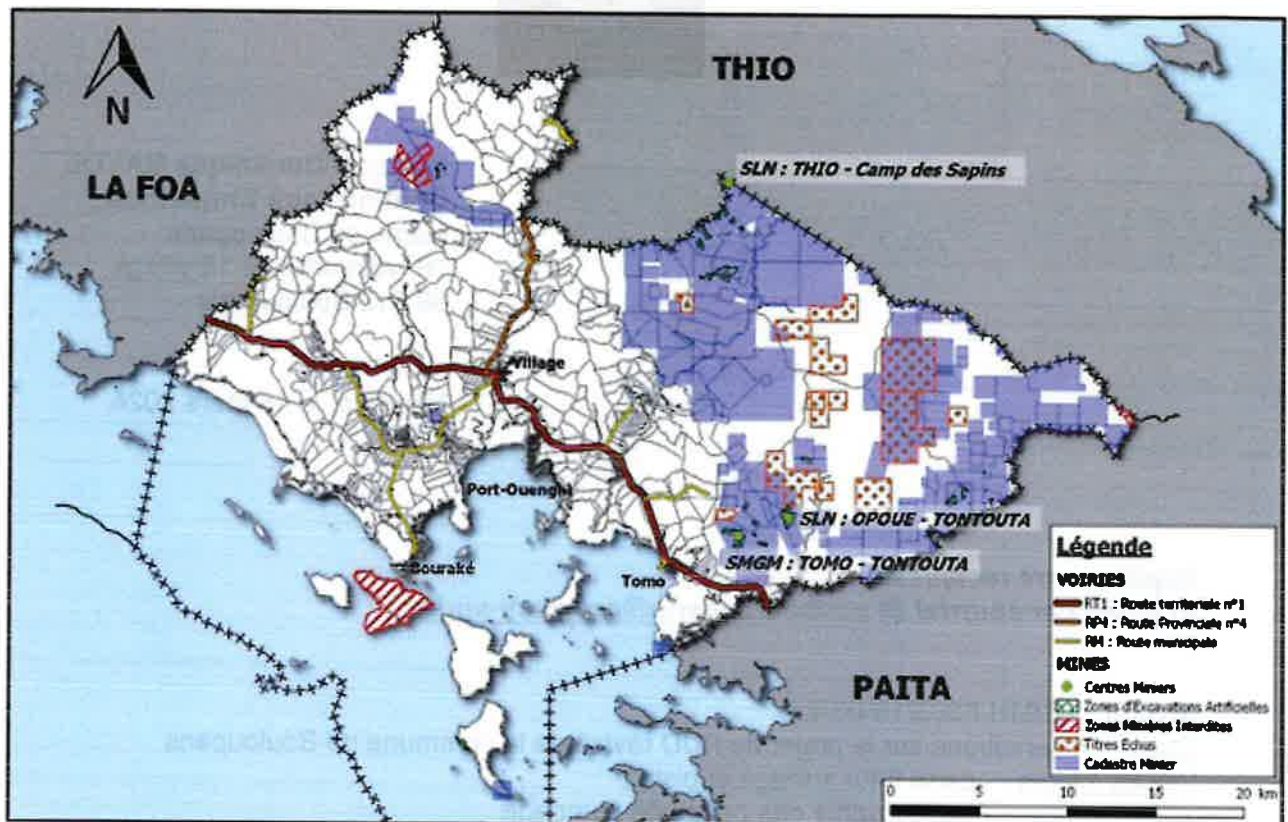 THIO
N
LA FOA
SLN : THIO - Camp des Sapins
Village
Port-Ouenghi
SLN : OPOUE - TONTOUTA
SMGM : TOMO - TONTOUTA
Bouraké
Tomo
PAITA
Légende
VOIRIES
RT1 : Route territoriale n°1
RP4 : Route Provinciale n°4
RM : Route municipale
MINES
Centres Miniers
Zones d'Excavations Artificielles
Zones Minières Interdites
Titres Echus
Cadastre Minier
0 5 10 15 20 km